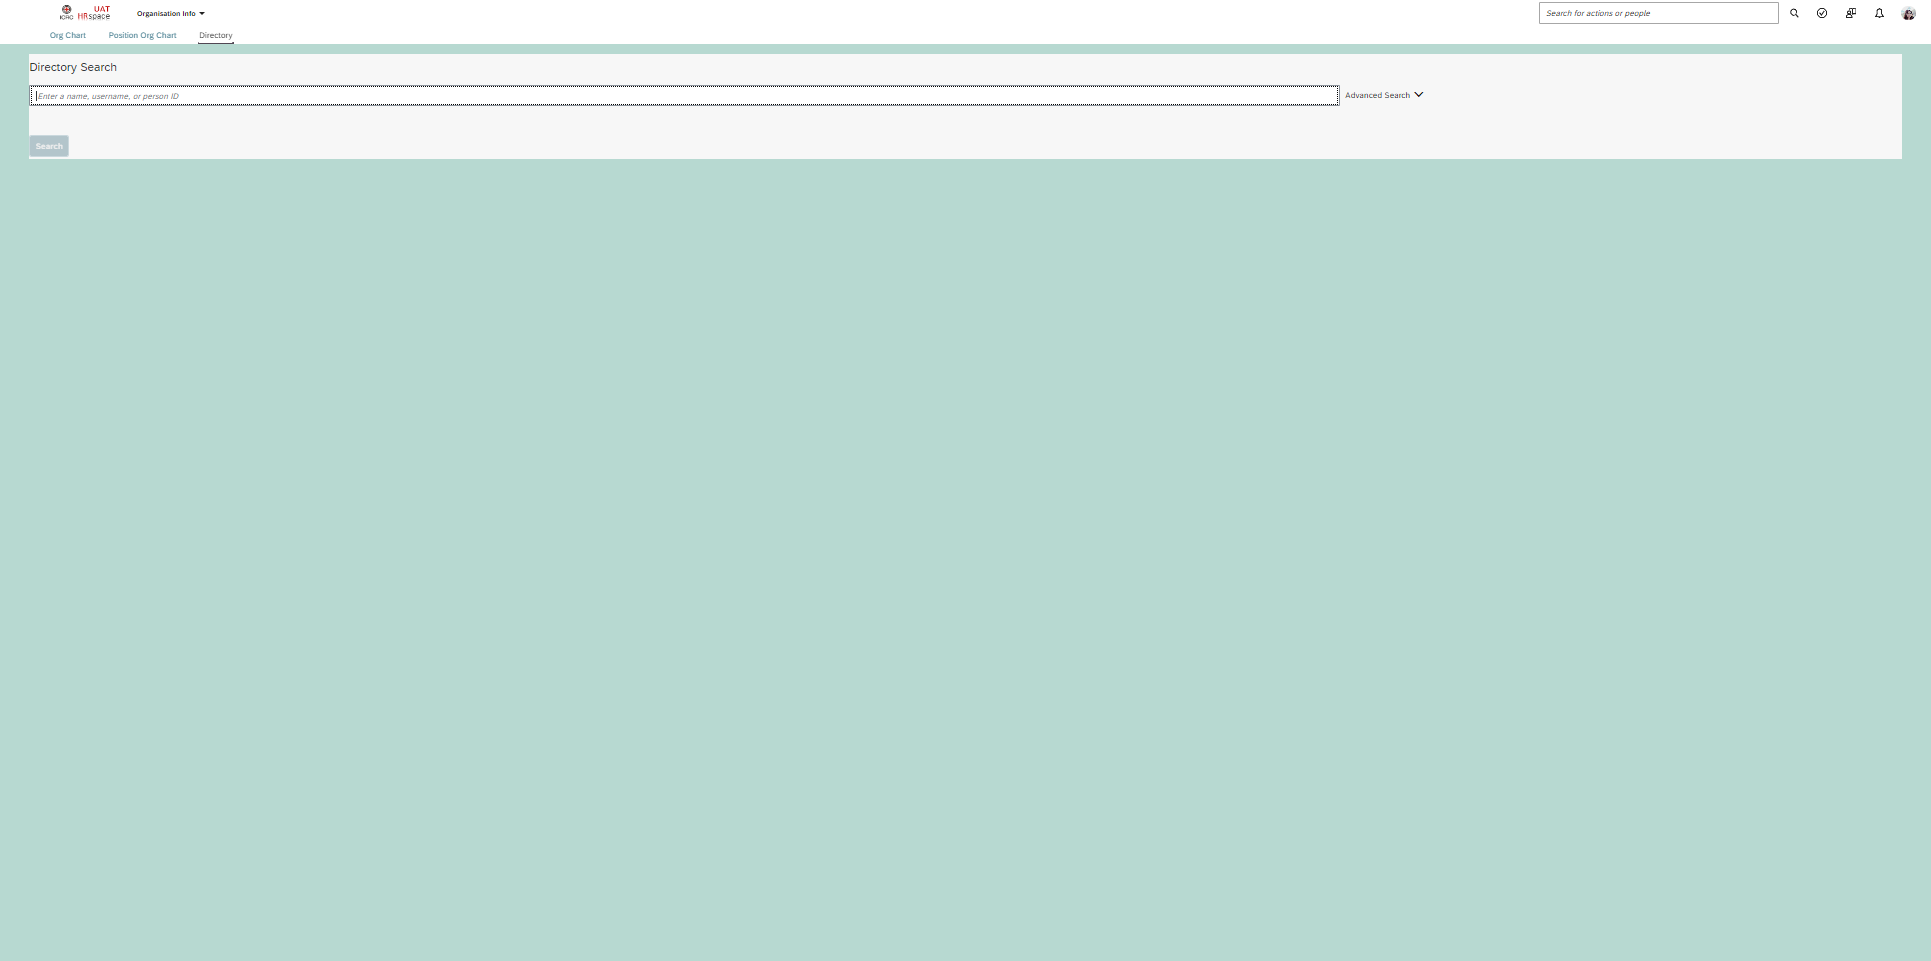 ICRC
UAT
HRspace
Organisation Info
Search for actions or people
Org Chart
Position Org Chart
Directory
Directory Search
Enter a name, username, or person ID
Advanced Search
Search